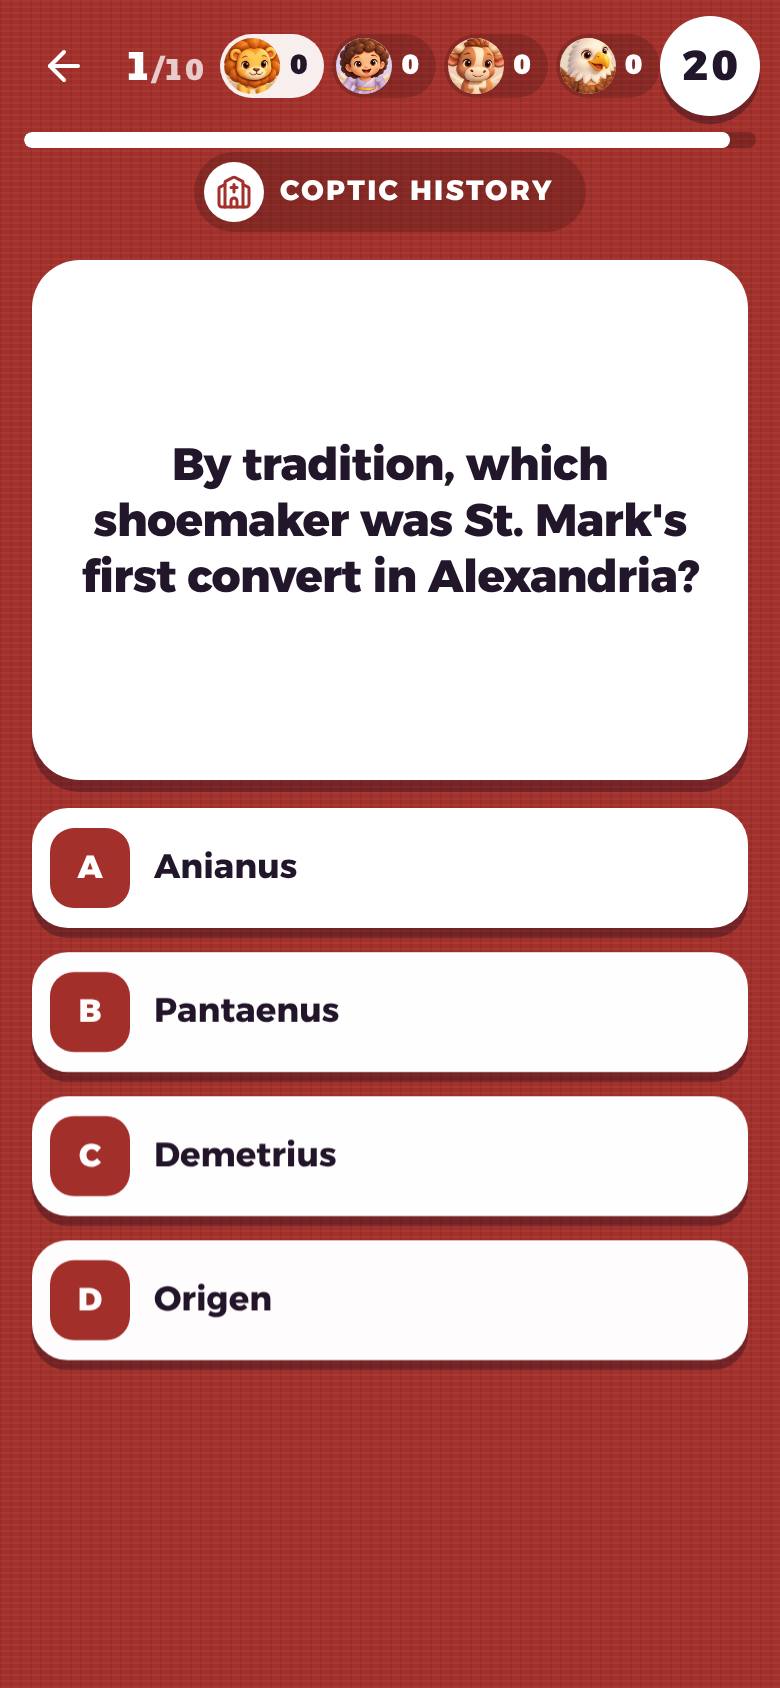 1/10 0 0 0 0 20
COPTIC HISTORY
By tradition, which
shoemaker was St. Mark's
first convert in Alexandria?
A Anianus
B Pantaenus
C Demetrius
D Origen